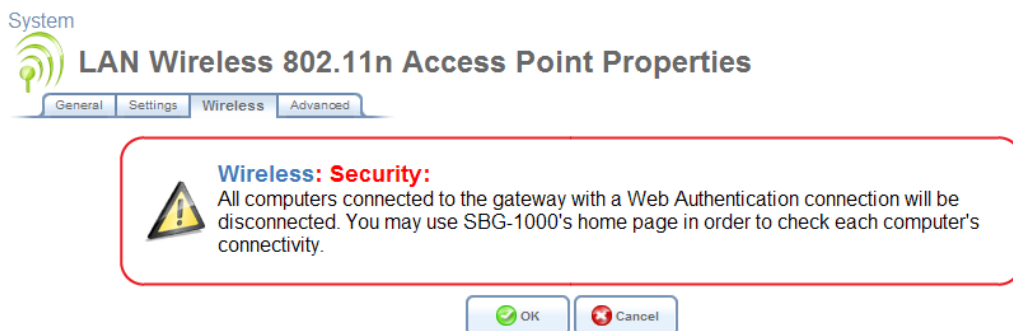 System
LAN Wireless 802.11n Access Point Properties
General Settings Wireless Advanced
Wireless: Security:
All computers connected to the gateway with a Web Authentication connection will be
disconnected. You may use SBG-1000's home page in order to check each computer's
connectivity.
OK Cancel